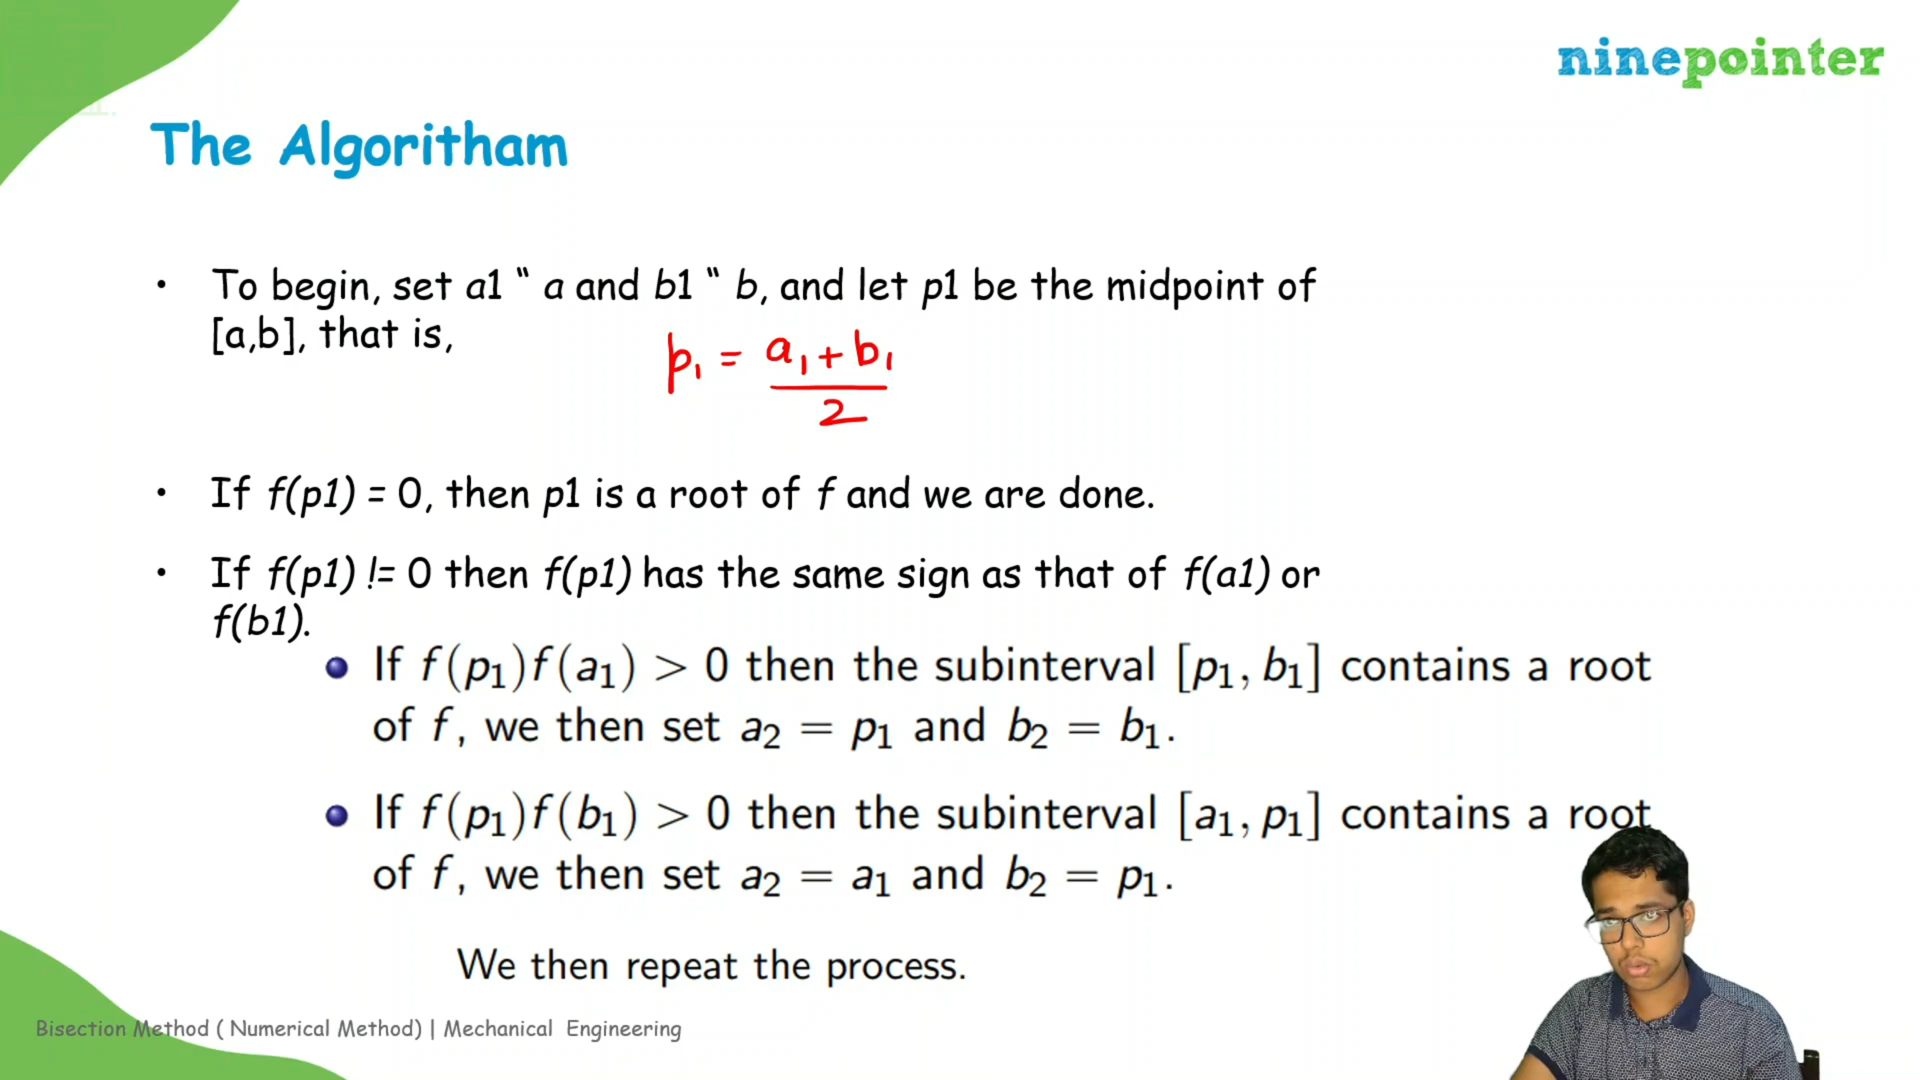 ninepointer
The Algoritham
• To begin, set a1 “ a and b1 “ b, and let p1 be the midpoint of
[a,b], that is,
p₁ = a₁ + b₁ / 2
• If f(p1) = 0, then p1 is a root of f and we are done.
• If f(p1) != 0 then f(p1) has the same sign as that of f(a1) or
f(b1).
• If f(p₁)f(a₁) > 0 then the subinterval [p₁, b₁] contains a root
of f, we then set a₂ = p₁ and b₂ = b₁.
• If f(p₁)f(b₁) > 0 then the subinterval [a₁, p₁] contains a root
of f, we then set a₂ = a₁ and b₂ = p₁.
We then repeat the process.
Bisection Method ( Numerical Method) | Mechanical Engineering